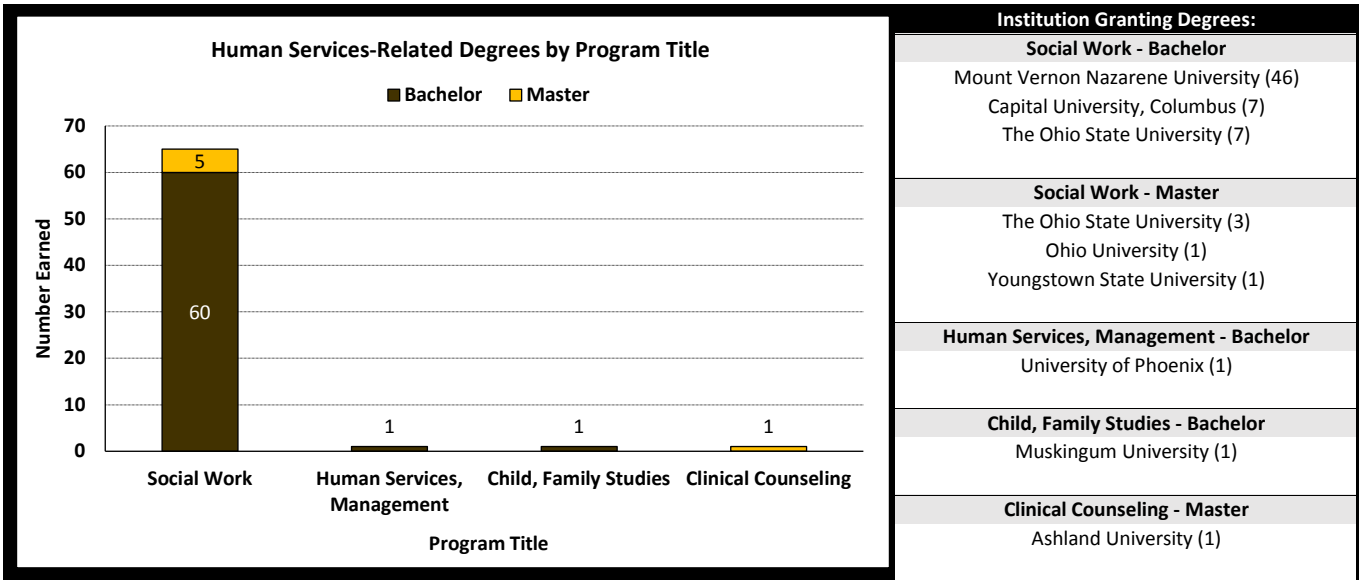 Human Services-Related Degrees by Program Title
Bachelor Master
70
60
50
40
30
20
10
0
Number Earned
5
60
1
1
1
Social Work
Human Services,
Management
Child, Family Studies
Clinical Counseling
Program Title
Institution Granting Degrees:
Social Work - Bachelor
Mount Vernon Nazarene University (46)
Capital University, Columbus (7)
The Ohio State University (7)
Social Work - Master
The Ohio State University (3)
Ohio University (1)
Youngstown State University (1)
Human Services, Management - Bachelor
University of Phoenix (1)
Child, Family Studies - Bachelor
Muskingum University (1)
Clinical Counseling - Master
Ashland University (1)